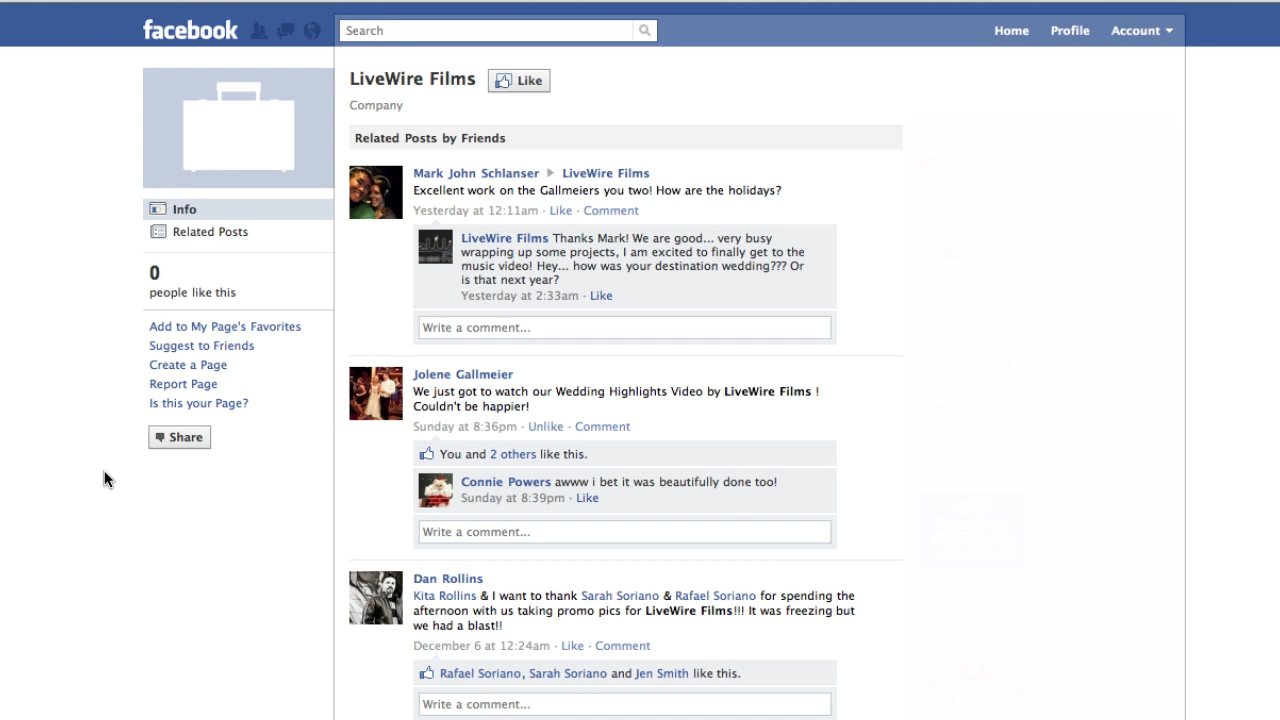 facebook
Search
Home Profile Account
LiveWire Films
Like
Company
Info
Related Posts
0
people like this
Add to My Page's Favorites
Suggest to Friends
Create a Page
Report Page
Is this your Page?
Share
Related Posts by Friends
Mark John Schlanser LiveWire Films
Excellent work on the Gallmeiers you two! How are the holidays?
Yesterday at 12:11am · Like · Comment
LiveWire Films Thanks Mark! We are good... very busy
wrapping up some projects, I am excited to finally get to the
music video! Hey... how was your destination wedding??? Or
is that next year?
Yesterday at 2:33am · Like
Write a comment...
Jolene Gallmeier
We just got to watch our Wedding Highlights Video by LiveWire Films !
Couldn't be happier!
Sunday at 8:36pm · Unlike · Comment
You and 2 others like this.
Connie Powers awww i bet it was beautifully done too!
Sunday at 8:39pm · Like
Write a comment...
Dan Rollins
Kita Rollins & I want to thank Sarah Soriano & Rafael Soriano for spending the
afternoon with us taking promo pics for LiveWire Films!!! It was freezing but
we had a blast!!
December 6 at 12:24am · Like · Comment
Rafael Soriano, Sarah Soriano and Jen Smith like this.
Write a comment...